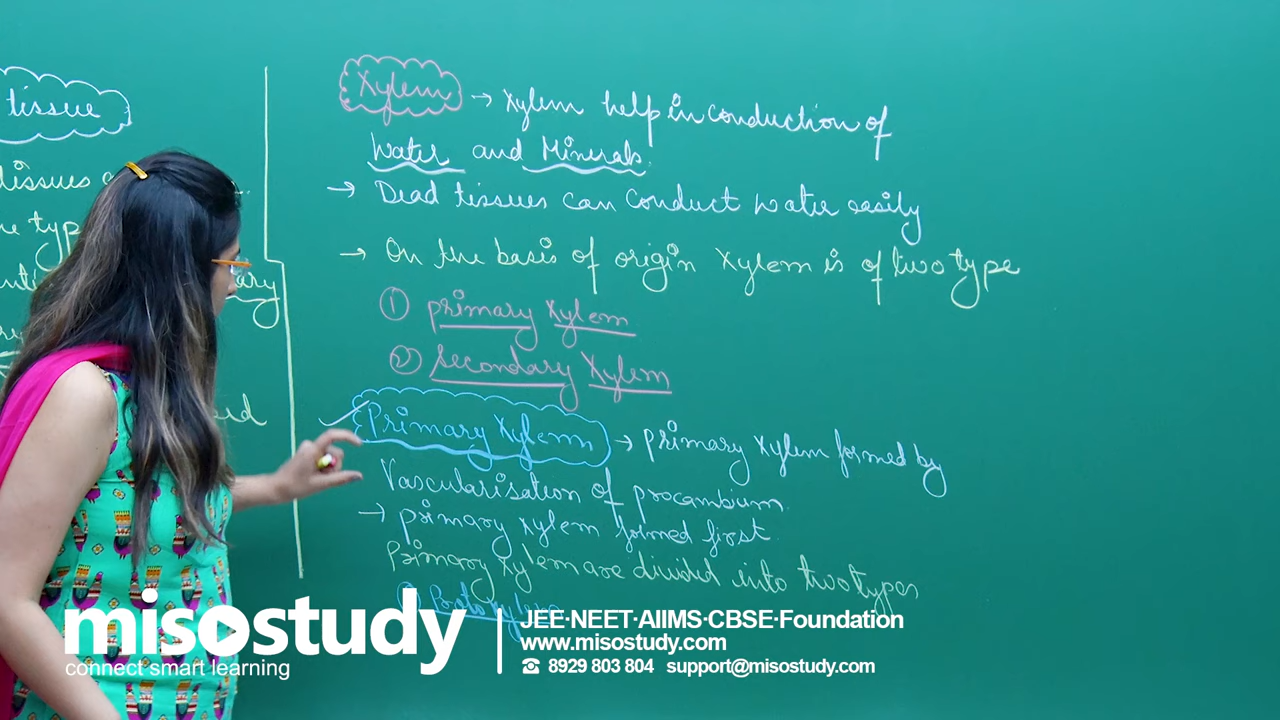 tissue
tissues
Xylem → Xylem help in conduction of
Water and Minerals.
→ Dead tissues can conduct water easily
→ On the basis of origin Xylem is of two type
① primary Xylem
② secondary Xylem
Primary Xylem → primary Xylem formed by
Vascularisation of procambium.
→ primary xylem formed first.
Primary Xylem are divided into two types
Protoxylem
misostudy
connect smart learning
JEE·NEET·AIIMS·CBSE·Foundation
www.misostudy.com
☎ 8929 803 804 support@misostudy.com